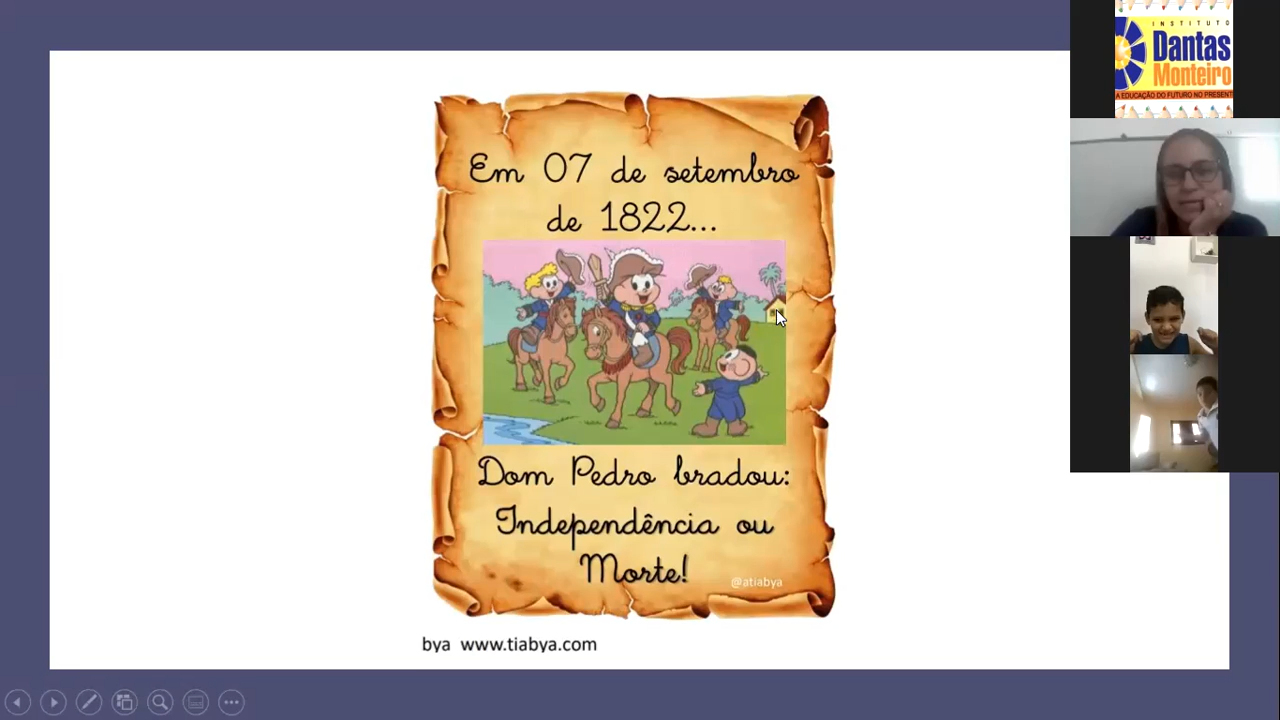 Em 07 de setembro
de 1822...
Dom Pedro bradou:
Independência ou
Morte!
@atiabya
bya www.tiabya.com
INSTITUTO
Dantas
Monteiro
A EDUCAÇÃO DO FUTURO NO PRESENT